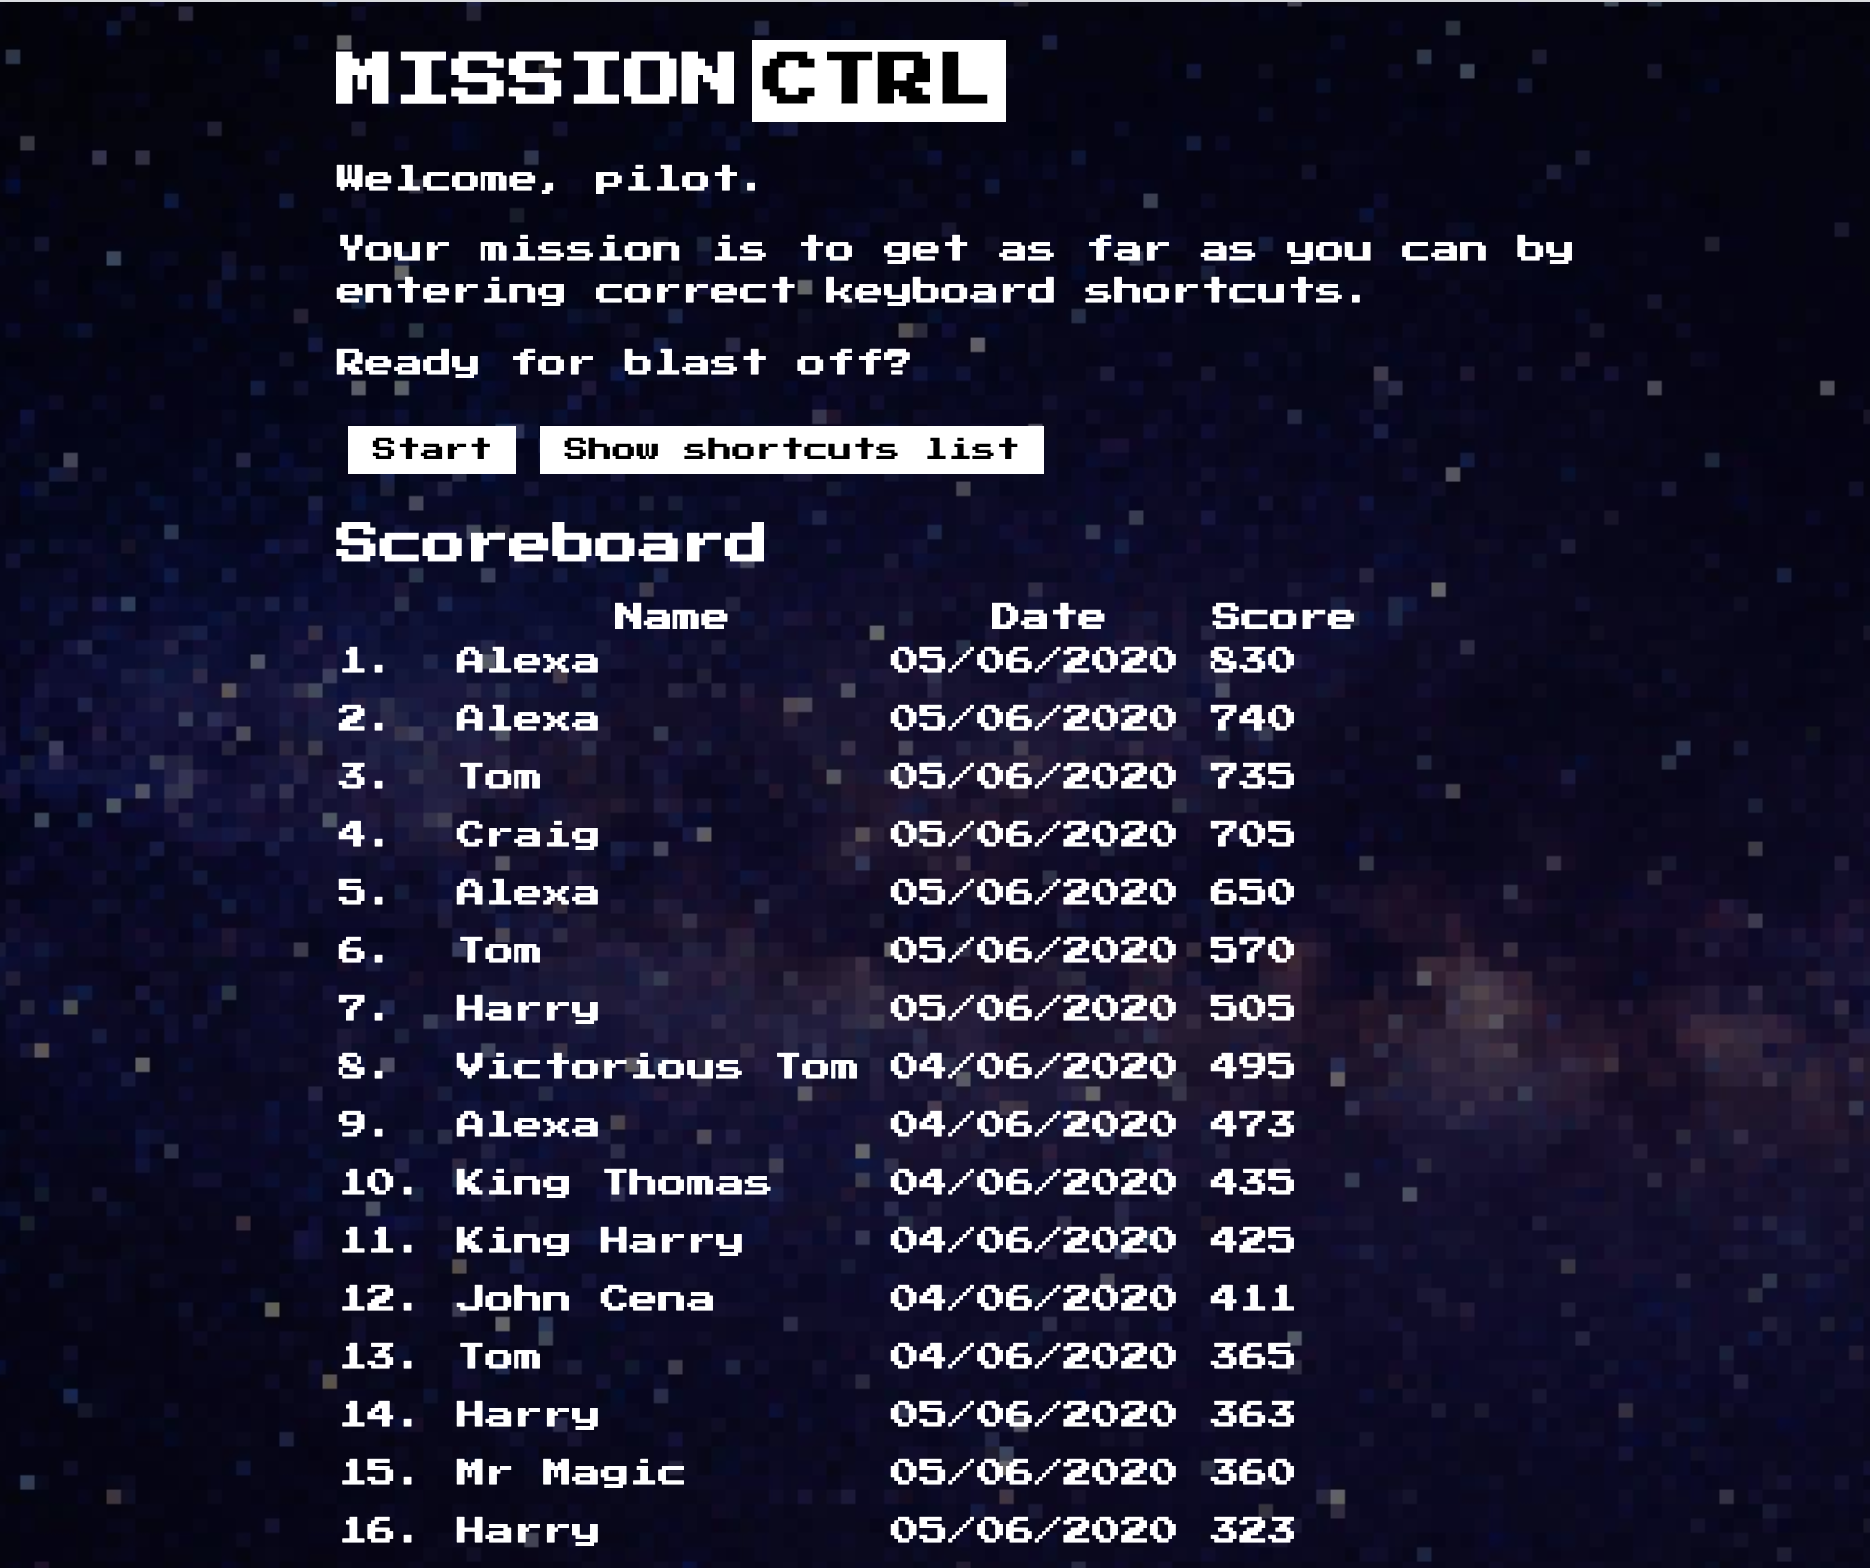 MISSION CTRL
Welcome, pilot.
Your mission is to get as far as you can by
entering correct keyboard shortcuts.
Ready for blast off?
Start Show shortcuts list
Scoreboard
Name Date Score
1. Alexa 05/06/2020 830
2. Alexa 05/06/2020 740
3. Tom 05/06/2020 735
4. Craig 05/06/2020 705
5. Alexa 05/06/2020 650
6. Tom 05/06/2020 570
7. Harry 05/06/2020 505
8. Victorious Tom 04/06/2020 495
9. Alexa 04/06/2020 473
10. King Thomas 04/06/2020 435
11. King Harry 04/06/2020 425
12. John Cena 04/06/2020 411
13. Tom 04/06/2020 365
14. Harry 05/06/2020 363
15. Mr Magic 05/06/2020 360
16. Harry 05/06/2020 323